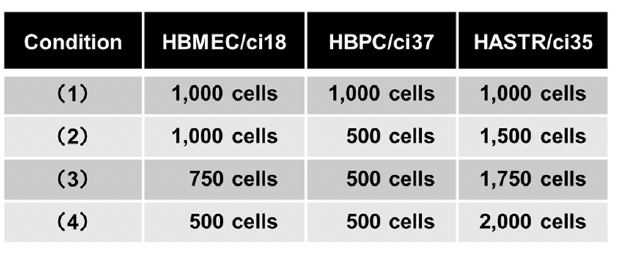 Condition HBMEC/ci18 HBPC/ci37 HASTR/ci35
(1) 1,000 cells 1,000 cells 1,000 cells
(2) 1,000 cells 500 cells 1,500 cells
(3) 750 cells 500 cells 1,750 cells
(4) 500 cells 500 cells 2,000 cells